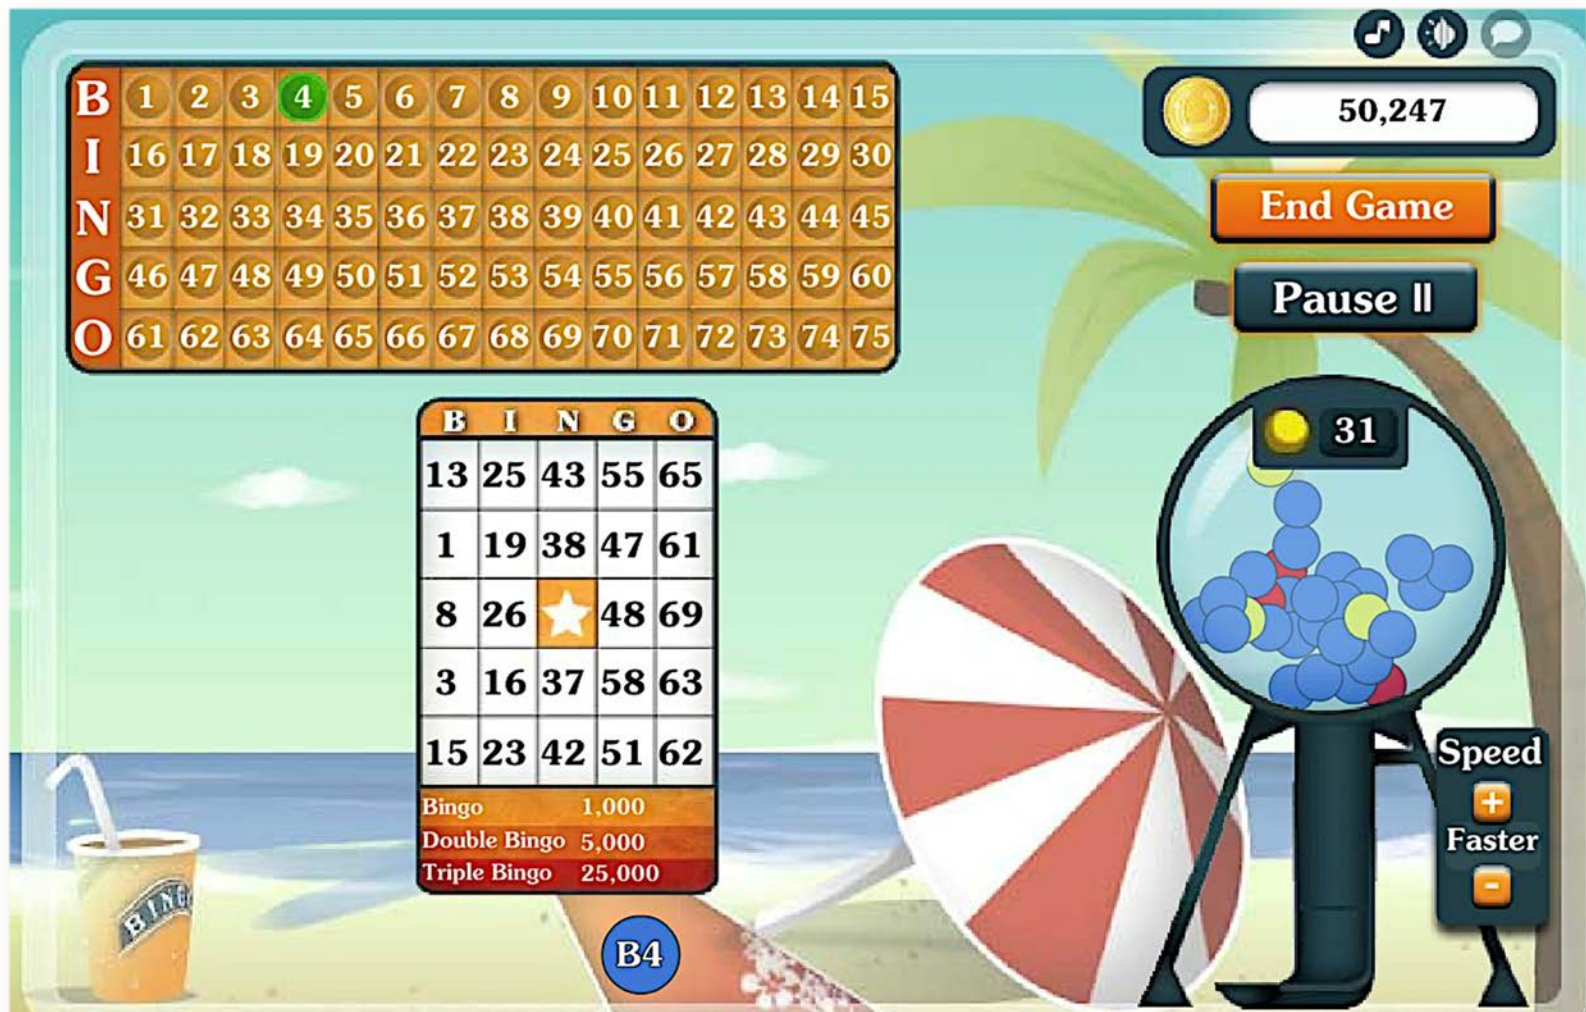 B 1 2 3 4 5 6 7 8 9 10 11 12 13 14 15
I 16 17 18 19 20 21 22 23 24 25 26 27 28 29 30
N 31 32 33 34 35 36 37 38 39 40 41 42 43 44 45
G 46 47 48 49 50 51 52 53 54 55 56 57 58 59 60
O 61 62 63 64 65 66 67 68 69 70 71 72 73 74 75
50,247
End Game
Pause II
31
B I N G O
13 25 43 55 65
1 19 38 47 61
8 26 48 69
3 16 37 58 63
15 23 42 51 62
Bingo 1,000
Double Bingo 5,000
Triple Bingo 25,000
Speed
+
Faster
-
BINGO
B4